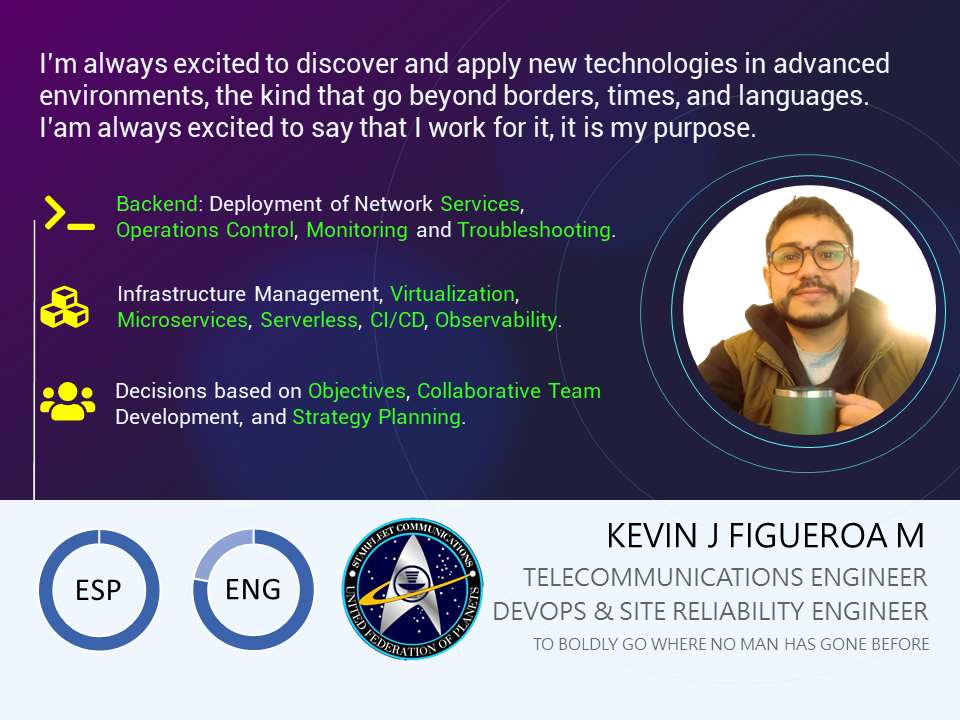 I'm always excited to discover and apply new technologies in advanced
environments, the kind that go beyond borders, times, and languages.
I'am always excited to say that I work for it, it is my purpose.
Backend: Deployment of Network Services,
Operations Control, Monitoring and Troubleshooting.
Infrastructure Management, Virtualization,
Microservices, Serverless, CI/CD, Observability.
Decisions based on Objectives, Collaborative Team
Development, and Strategy Planning.
ESP
ENG
STARFLEET COMMUNICATIONS
UNITED FEDERATION OF PLANETS
KEVIN J FIGUEROA M
TELECOMMUNICATIONS ENGINEER
DEVOPS & SITE RELIABILITY ENGINEER
TO BOLDLY GO WHERE NO MAN HAS GONE BEFORE